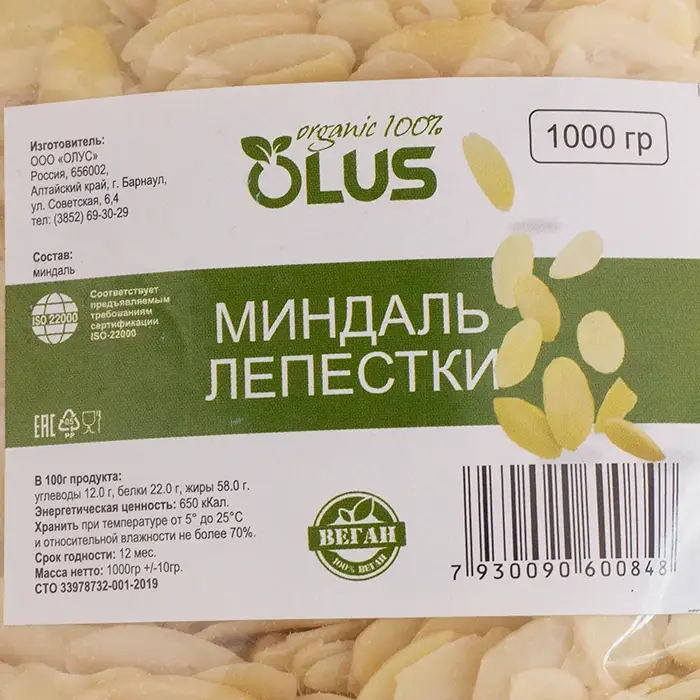 Изготовитель:
ООО «ОЛУС»
Россия, 656002,
Алтайский край, г. Барнаул,
ул. Советская, 6,4
тел: (3852) 69-30-29
organic 100%
OLUS
1000 гр
Состав:
миндаль
ISO 22000
Соответствует
предъявляемым
требованиям
сертификации
ISO-22000
МИНДАЛЬ
ЛЕПЕСТКИ
EAC
05
PP
В 100г продукта:
углеводы 12.0 г, белки 22.0 г, жиры 58.0 г.
Энергетическая ценность: 650 кКал.
Хранить при температуре от 5° до 25°С
и относительной влажности не более 70%.
Срок годности: 12 мес.
Масса нетто: 1000гр +/-10гр.
СТО 33978732-001-2019
ВЕГАН
100% ВЕГАН
7 930090 600848